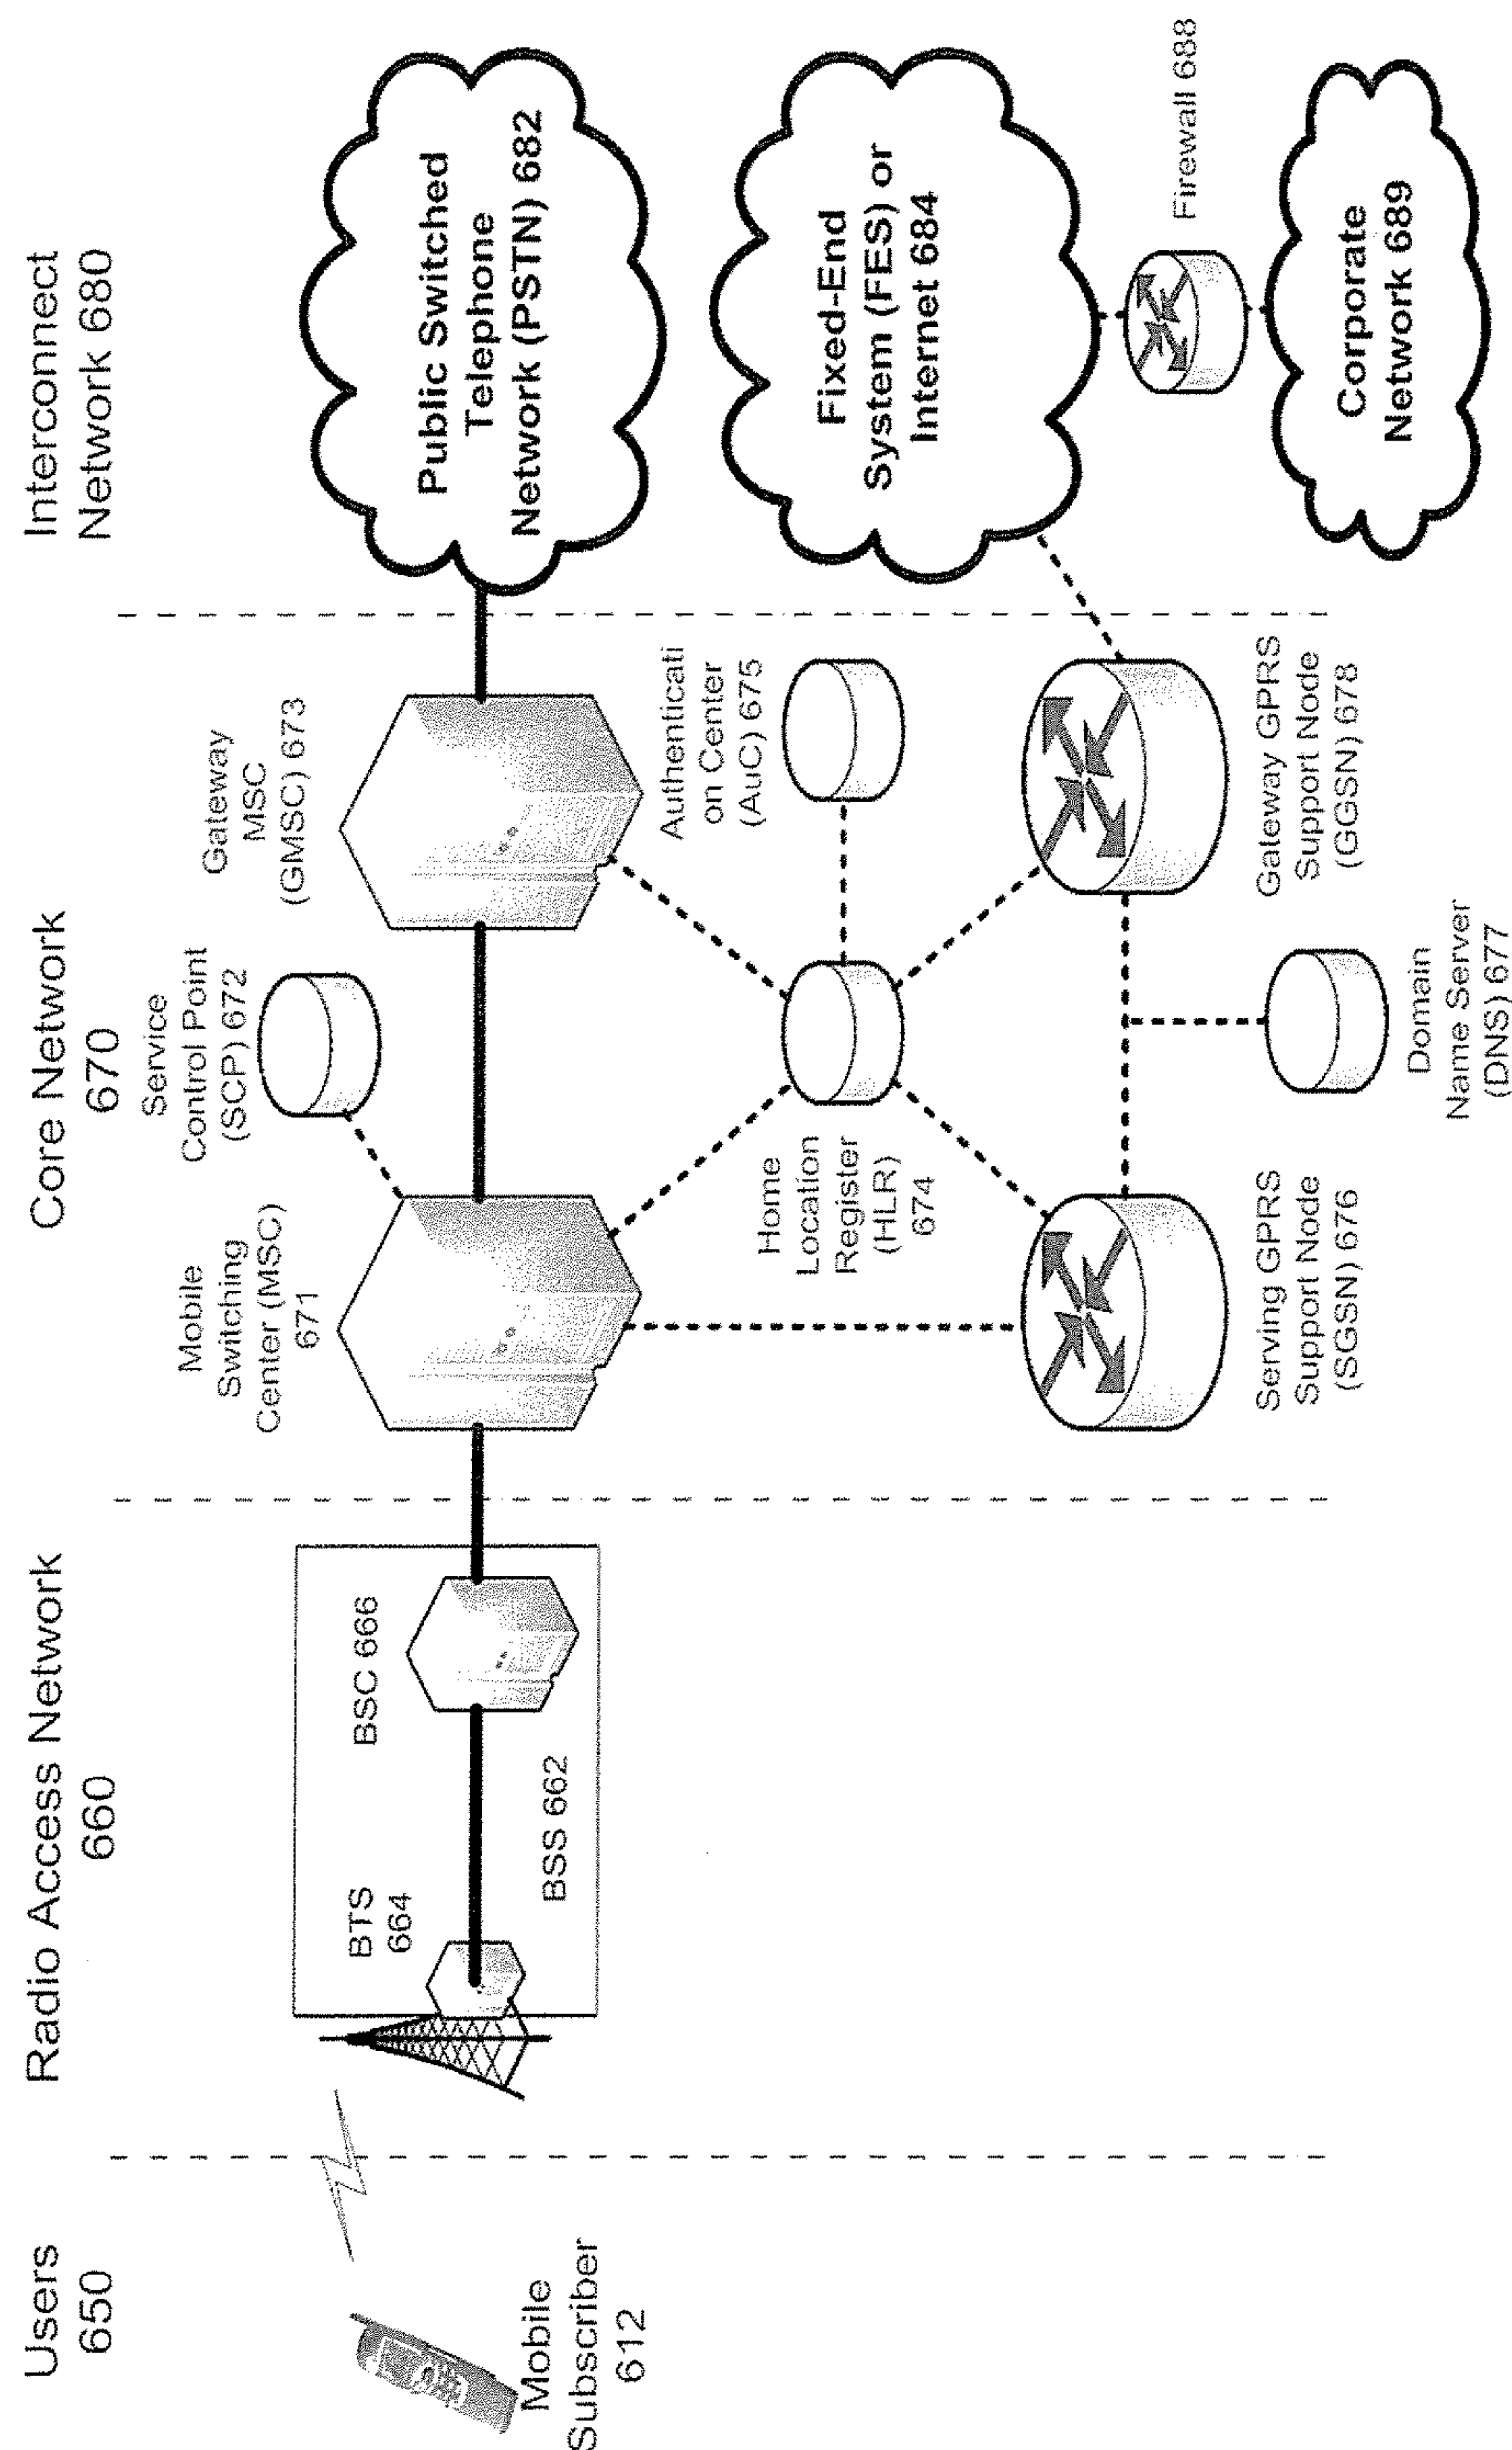 Users
650
Radio Access Network
660
Core Network
670
Interconnect
Network 680
Mobile
Subscriber
612
BTS
664
BSC 666
BSS 662
Mobile
Switching
Center (MSC)
671
Service
Control Point
(SCP) 672
Gateway
MSC
(GMSC) 673
Public Switched
Telephone
Network (PSTN) 682
Home
Location
Register
(HLR)
674
Authenticati
on Center
(AuC) 675
Fixed-End
System (FES) or
Internet 684
Serving GPRS
Support Node
(SGSN) 676
Gateway GPRS
Support Node
(GGSN) 678
Firewall 688
Domain
Name Server
(DNS) 677
Corporate
Network 689